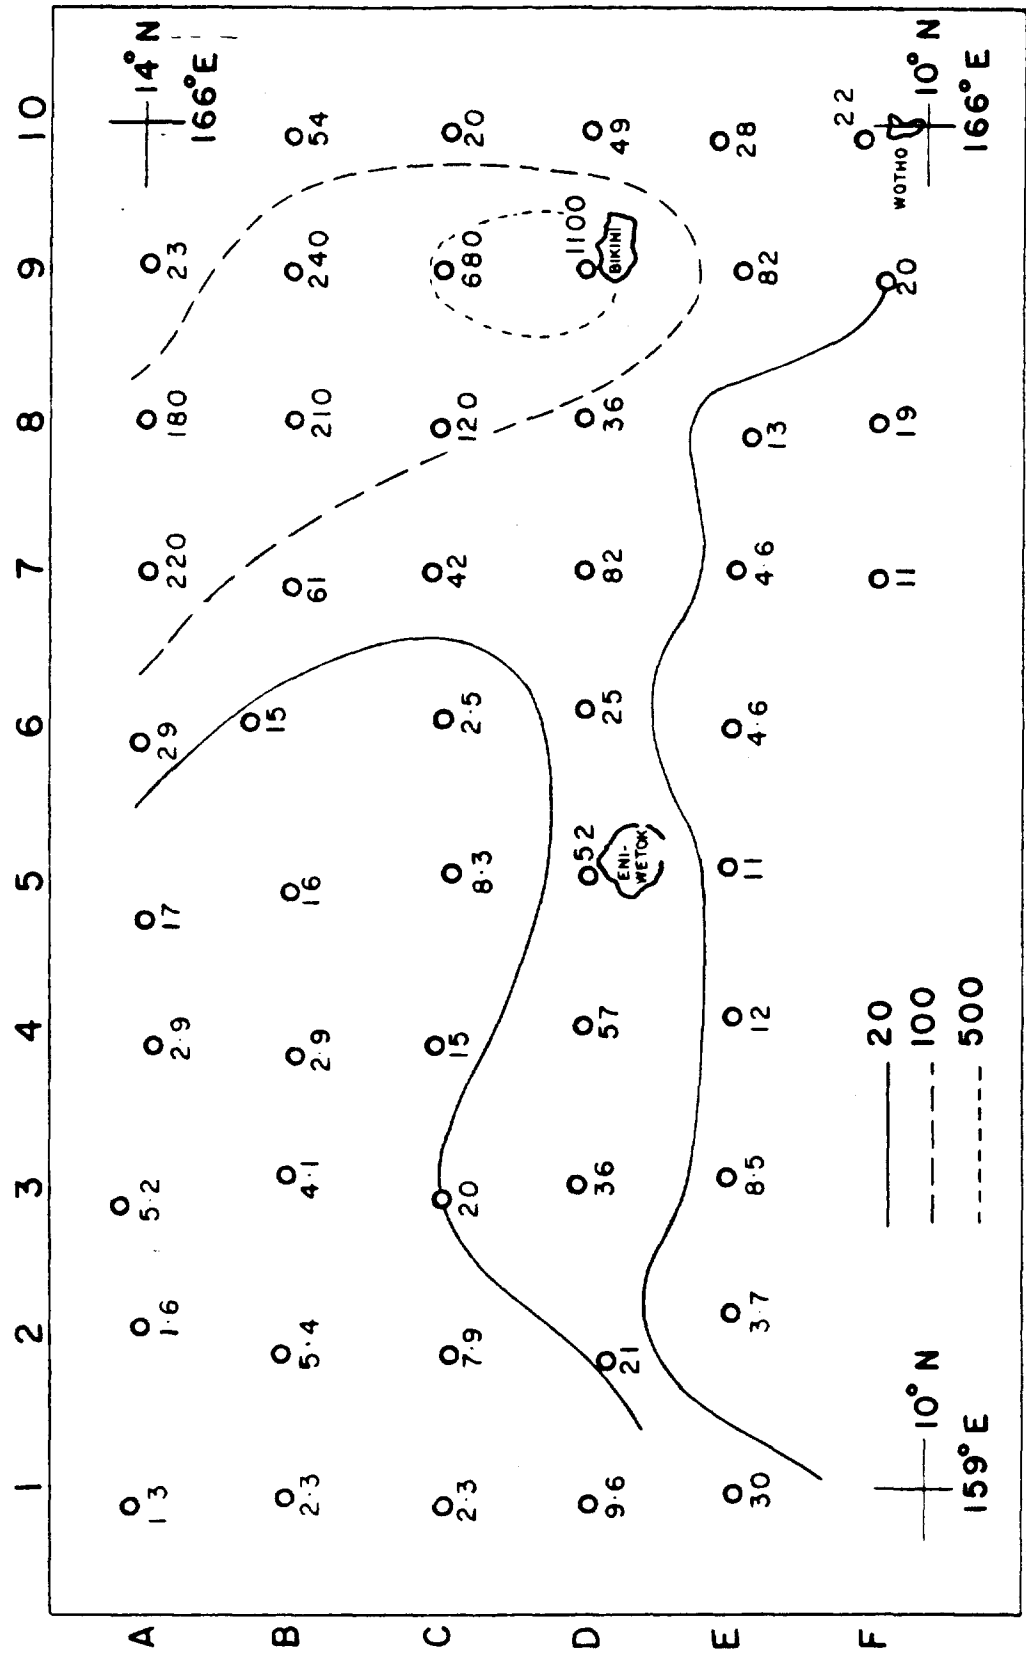 1 2 3 4 5 6 7 8 9 10
14° N
166° E
A 1·3 1·6 5·2 2·9 17 29 220 180 23
B 2·3 5·4 4·1 2·9 16 15 61 210 240 54
C 2·3 7·9 20 15 8·3 2·5 42 120 680 20
D 9·6 21 36 57 52 25 82 36 1100 49
ENI-
WETOK
BIKINI
E 30 3·7 8·5 12 11 4·6 4·6 13 82 28
F 11 19 20 22
WOTHO
10° N
159° E
20
100
500
10° N
166° E